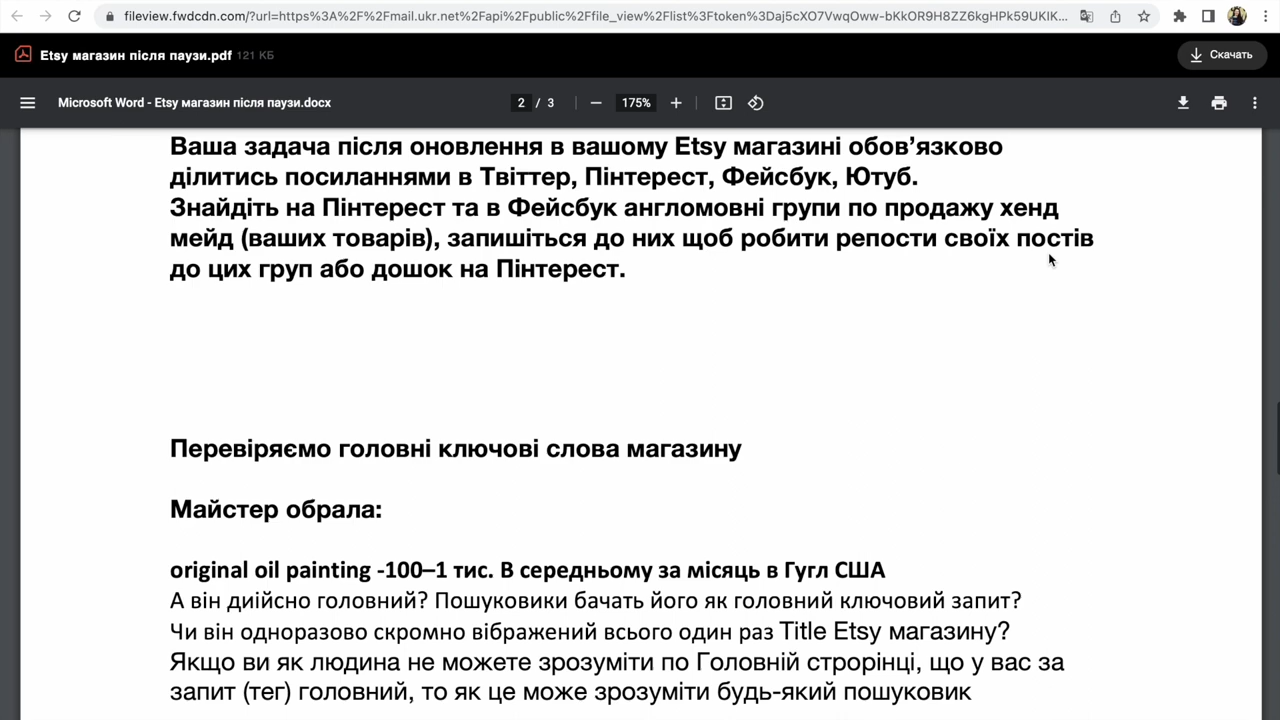 fileview.fwdcdn.com/?url=https%3A%2F%2Fmail.ukr.net%2Fapi%2Fpublic%2Ffile_view%2Flist%3Ftoken%3Daj5cXO7VwqOww-bKkOR9H8ZZ6kgHPk59UKIK...
Etsy магазин після паузи.pdf 121 КБ
Скачать
Microsoft Word - Etsy магазин після паузи.docx
2 / 3
175%
Ваша задача після оновлення в вашому Etsy магазині обов’язково
ділитись посиланнями в Твіттер, Пінтерест, Фейсбук, Ютуб.
Знайдіть на Пінтерест та в Фейсбук англомовні групи по продажу хенд
мейд (ваших товарів), запишіться до них щоб робити репости своїх постів
до цих груп або дошок на Пінтерест.
Перевіряємо головні ключові слова магазину
Майстер обрала:
original oil painting -100–1 тис. В середньому за місяць в Гугл США
А він диійсно головний? Пошуковики бачать його як головний ключовий запит?
Чи він одноразово скромно вібражений всього один раз Title Etsy магазину?
Якщо ви як людина не можете зрозуміти по Головній строрінці, що у вас за
запит (тег) головний, то як це може зрозуміти будь-який пошуковик